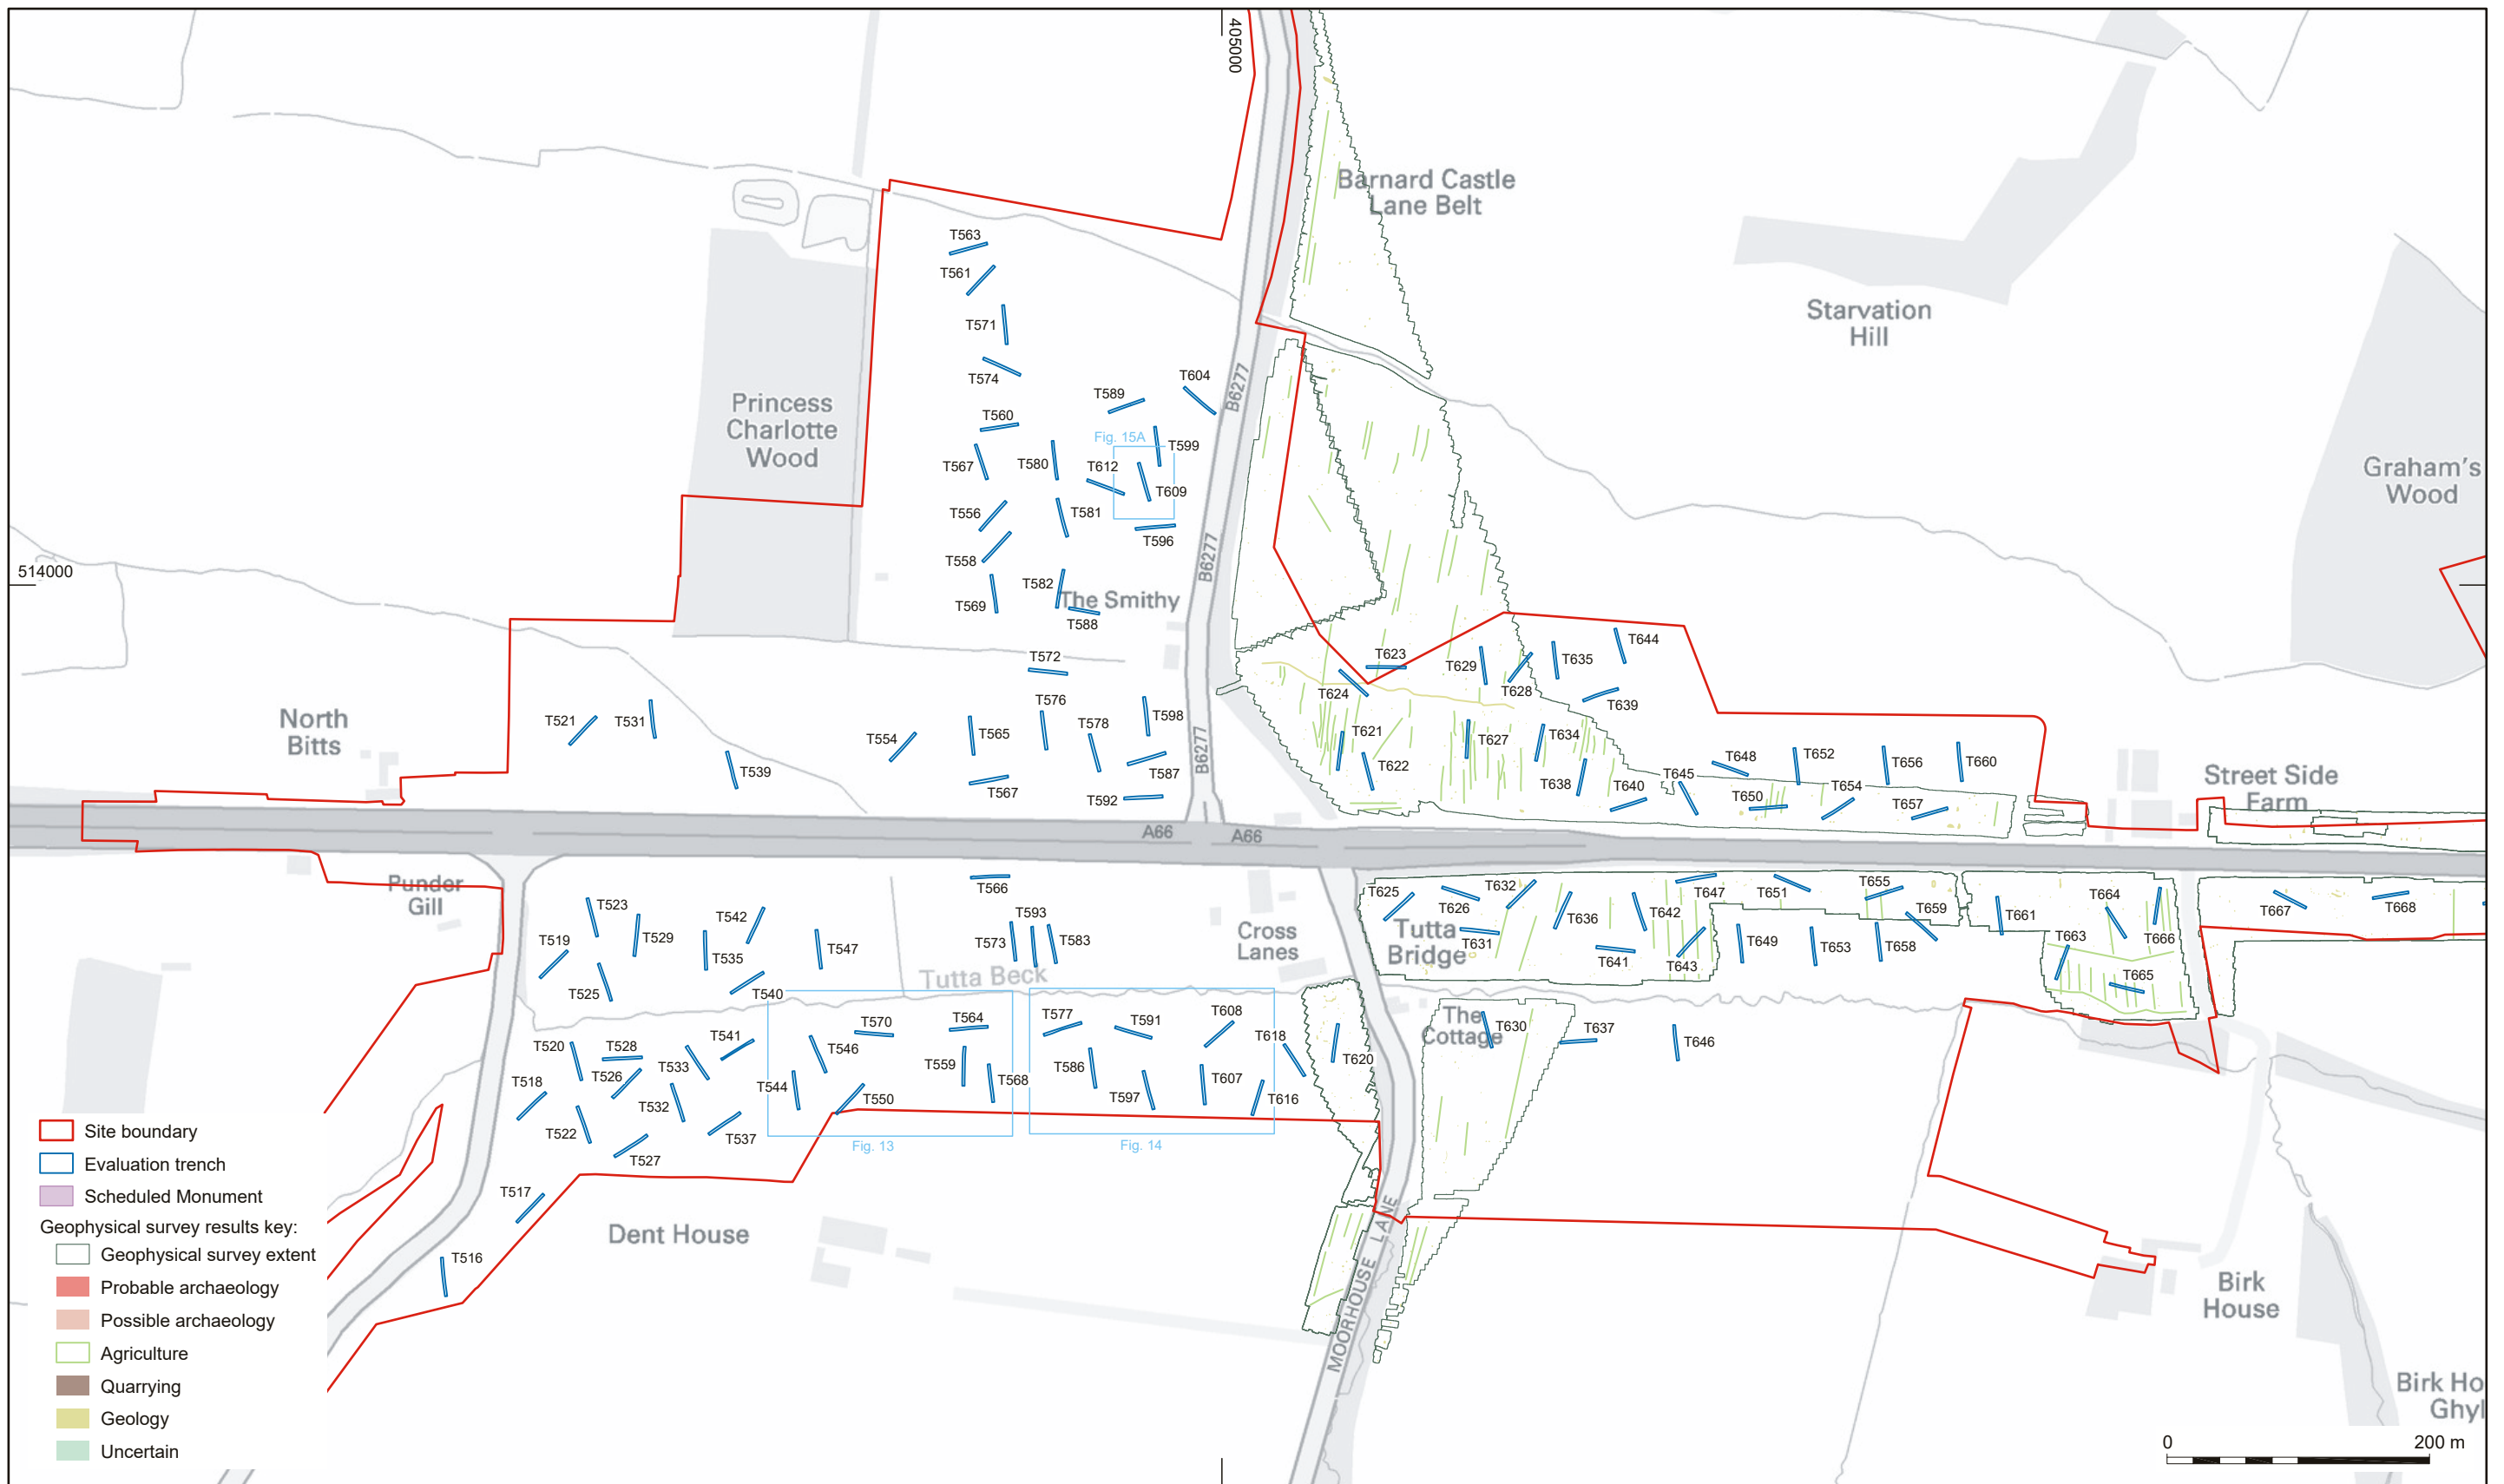 405000
Barnard Castle
Lane Belt
Starvation
Hill
Princess
Charlotte
Wood
Graham's
Wood
514000
T563
T561
T571
T574
T560
T567
T580
T556
T558
T569
T581
T582
T588
The Smithy
T589
T604
Fig. 15A
T599
T612
T609
T596
B6277
B6277
B6277
T572
T576
T565
T578
T598
T587
T567
T592
T554
T521
T531
T539
North
Bitts
T623
T624
T629
T628
T635
T644
T639
T621
T622
T627
T634
T638
T640
T645
T648
T650
T652
T654
T656
T657
T660
Street Side
Farm
A66
A66
Punder
Gill
T566
T523
T529
T519
T525
T542
T535
T540
T547
T593
T573
T583
Tutta Beck
Cross
Lanes
Tutta
Bridge
T625
T626
T632
T631
T636
T641
T642
T643
T647
T649
T651
T653
T655
T658
T659
T661
T663
T664
T666
T665
T667
T668
T520
T528
T526
T533
T541
T518
T532
T522
T527
T537
T517
T516
T570
T564
T546
T559
T568
T544
T550
Fig. 13
T577
T591
T608
T586
T597
T607
T618
T616
Fig. 14
T620
The
Cottage
T630
T637
T646
Dent House
MOORHOUSE LANE
Birk
House
Birk Ho
Ghyl
Site boundary
Evaluation trench
Scheduled Monument
Geophysical survey results key:
Geophysical survey extent
Probable archaeology
Possible archaeology
Agriculture
Quarrying
Geology
Uncertain
0 200 m